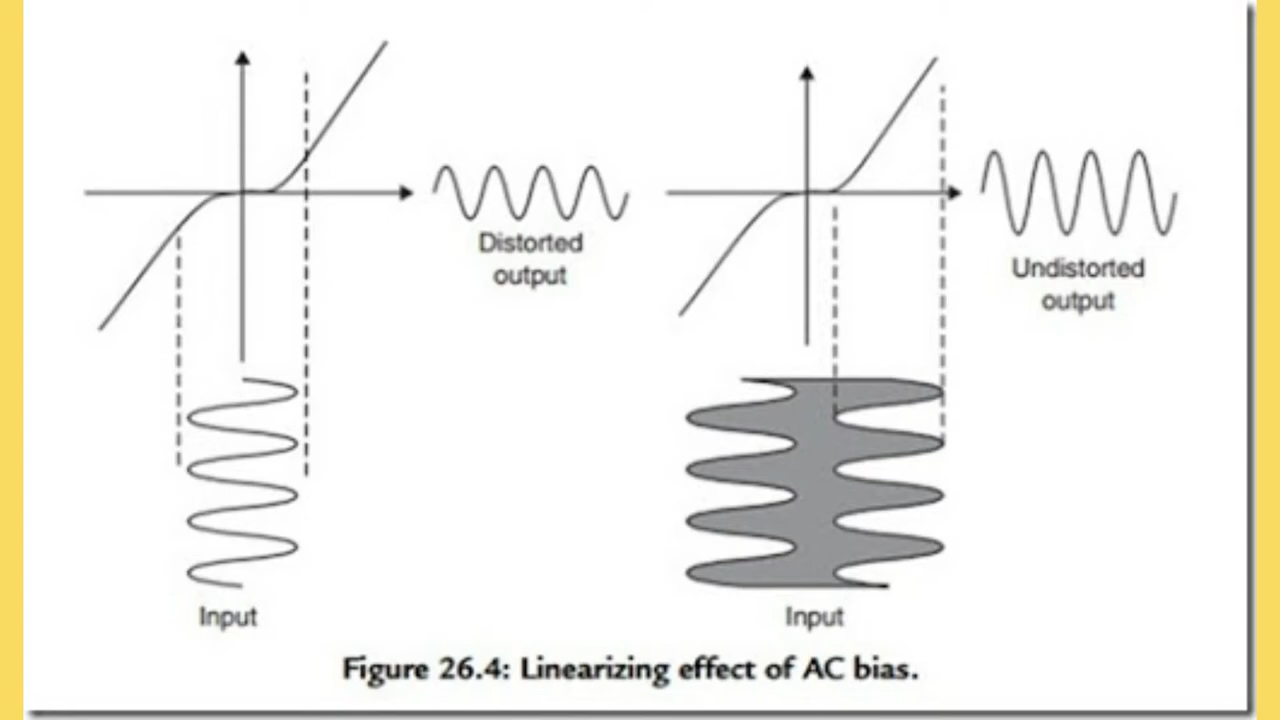 Distorted
output
Undistorted
output
Input
Input
Figure 26.4: Linearizing effect of AC bias.